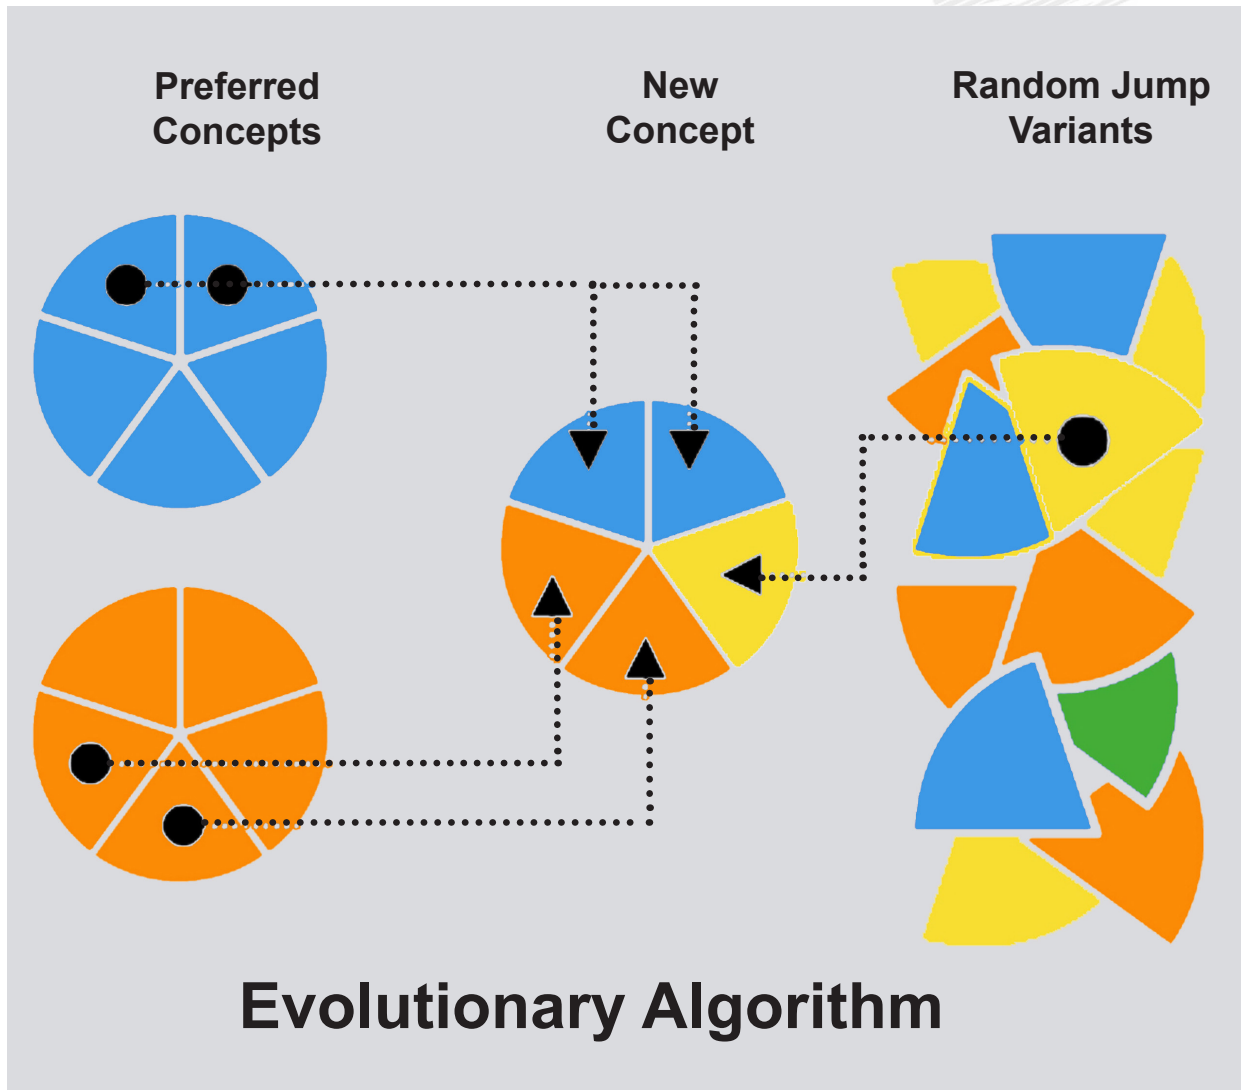 Preferred
Concepts
New
Concept
Random Jump
Variants
Evolutionary Algorithm